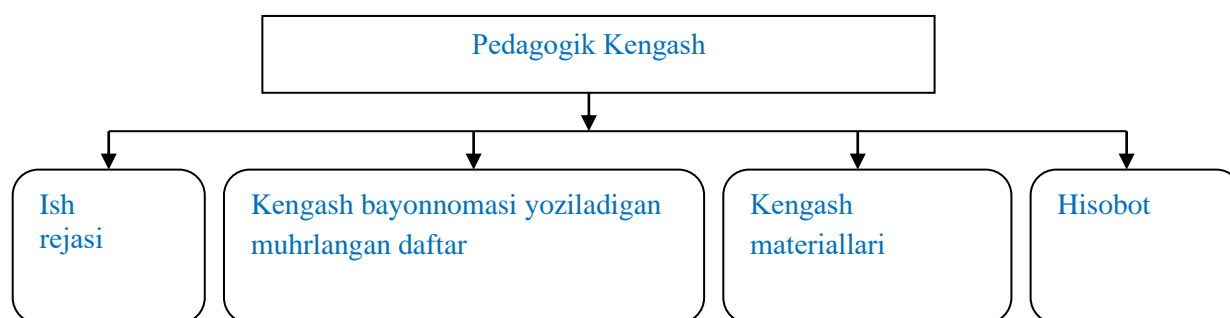 Pedagogik Kengash
Ish
rejasi
Kengash bayonnomasi yoziladigan
muhrlangan daftar
Kengash
materiallari
Hisobot